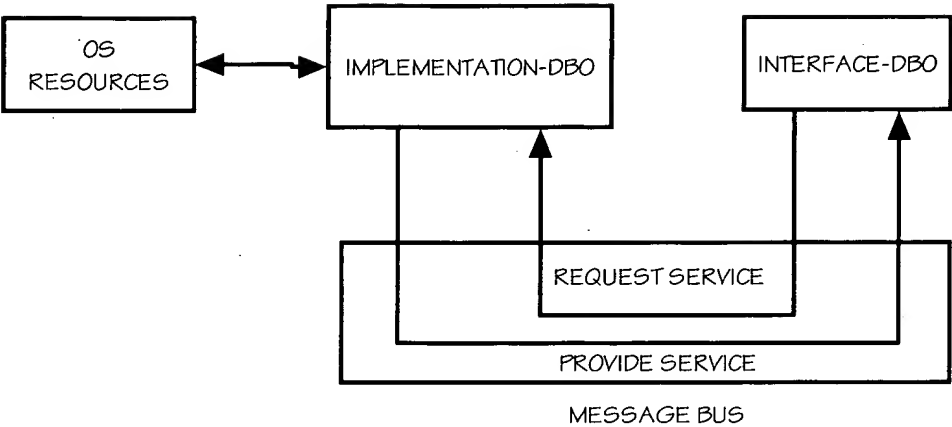 OS
RESOURCES
IMPLEMENTATION-DBO
INTERFACE-DBO
REQUEST SERVICE
PROVIDE SERVICE
MESSAGE BUS